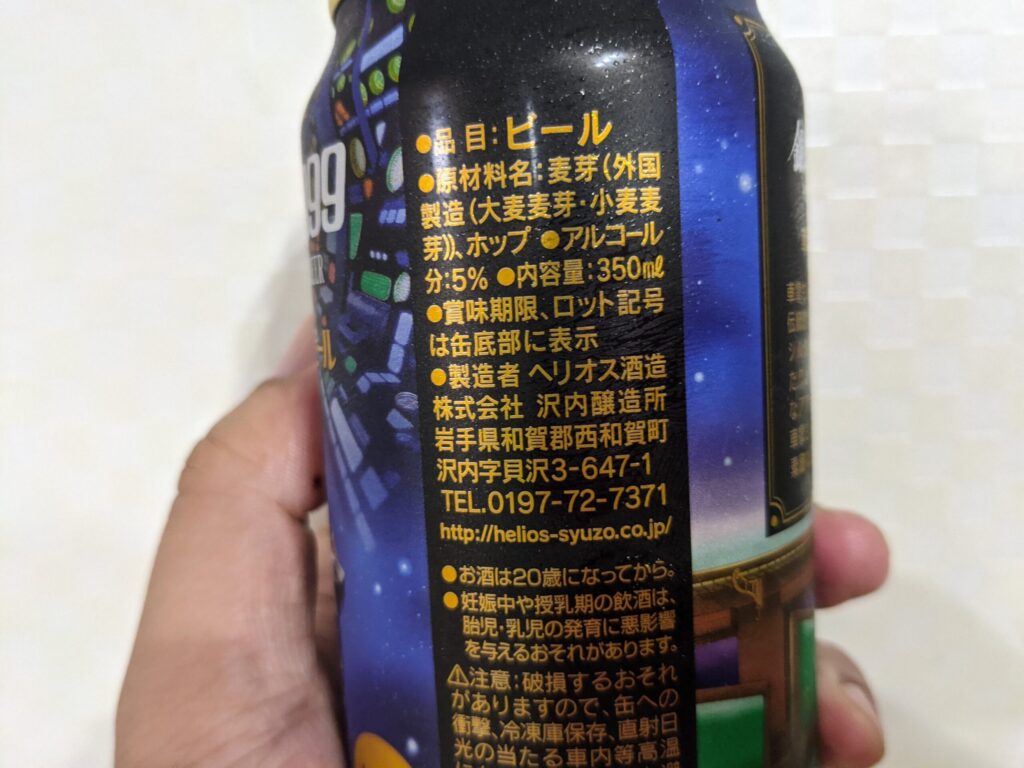 99
ール
●品目：ビール
●原材料名：麦芽（外国
製造（大麦麦芽・小麦麦
芽））、ホップ ●アルコール
分：5% ●内容量：350ml
●賞味期限、ロット記号
は缶底部に表示
●製造者 ヘリオス酒造
株式会社 沢内醸造所
岩手県和賀郡西和賀町
沢内字貝沢3-647-1
TEL.0197-72-7371
http://helios-syuzo.co.jp/
●お酒は20歳になってから。
●妊娠中や授乳期の飲酒は、
胎児・乳児の発育に悪影響
を与えるおそれがあります。
⚠注意：破損するおそれ
がありますので、缶への
衝撃、冷凍庫保存、直射日
光の当たる車内等高温